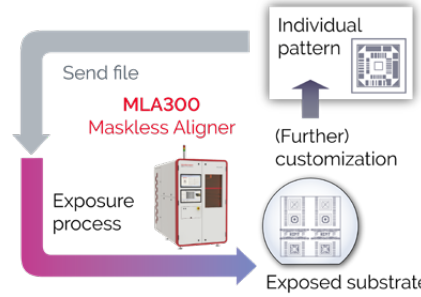 Individual
pattern
Send file
MLA300
Maskless Aligner
(Further)
customization
Exposure
process
Exposed substrate